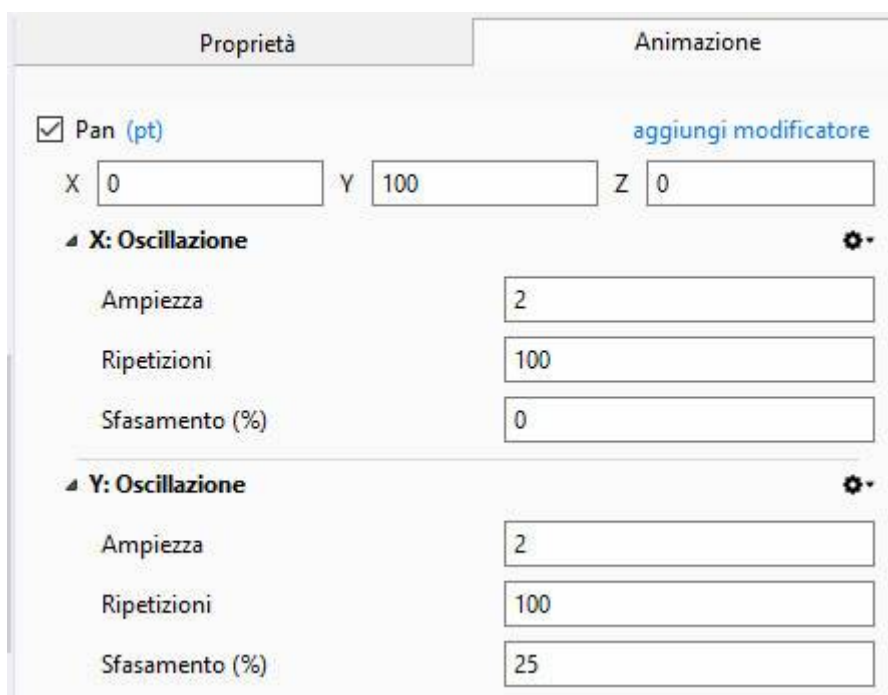 Proprietà Animazione
Pan (pt) aggiungi modificatore
X 0 Y 100 Z 0
X: Oscillazione
Ampiezza 2
Ripetizioni 100
Sfasamento (%) 0
Y: Oscillazione
Ampiezza 2
Ripetizioni 100
Sfasamento (%) 25